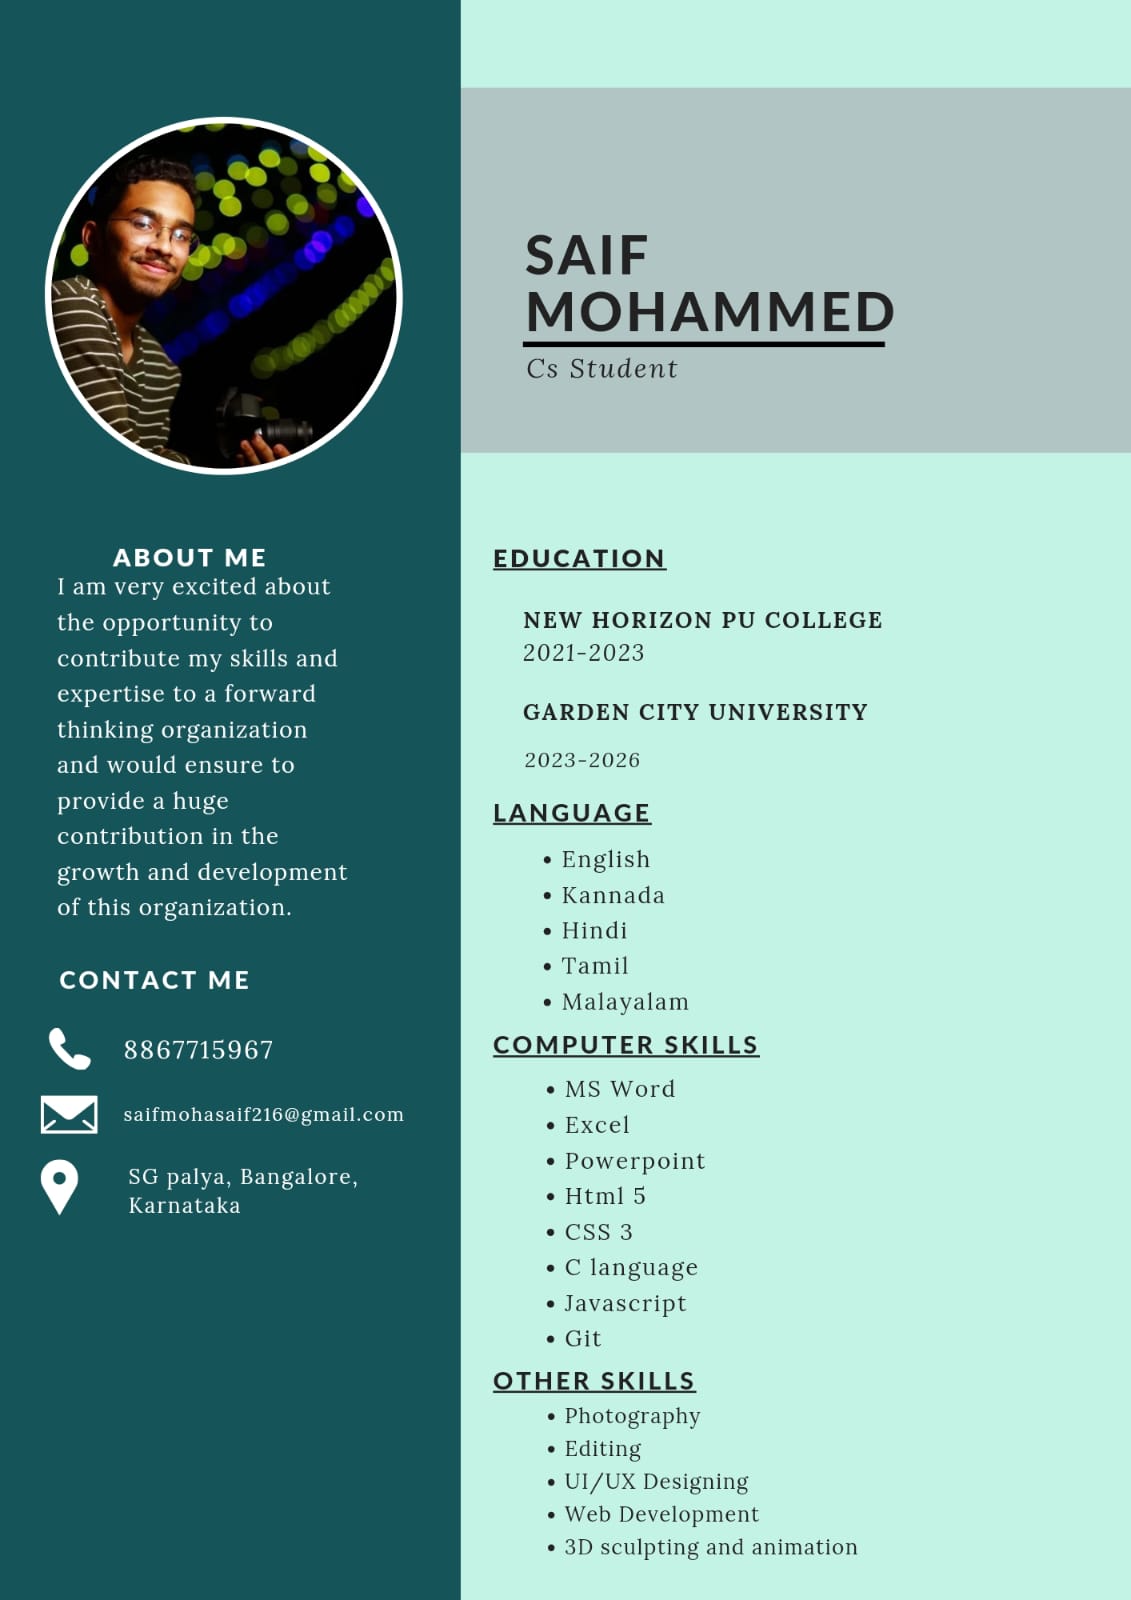 SAIF
MOHAMMED
Cs Student
ABOUT ME
I am very excited about
the opportunity to
contribute my skills and
expertise to a forward
thinking organization
and would ensure to
provide a huge
contribution in the
growth and development
of this organization.
CONTACT ME
8867715967
saifmohasaif216@gmail.com
SG palya, Bangalore,
Karnataka
EDUCATION
NEW HORIZON PU COLLEGE
2021-2023
GARDEN CITY UNIVERSITY
2023-2026
LANGUAGE
• English
• Kannada
• Hindi
• Tamil
• Malayalam
COMPUTER SKILLS
• MS Word
• Excel
• Powerpoint
• Html 5
• CSS 3
• C language
• Javascript
• Git
OTHER SKILLS
• Photography
• Editing
• UI/UX Designing
• Web Development
• 3D sculpting and animation